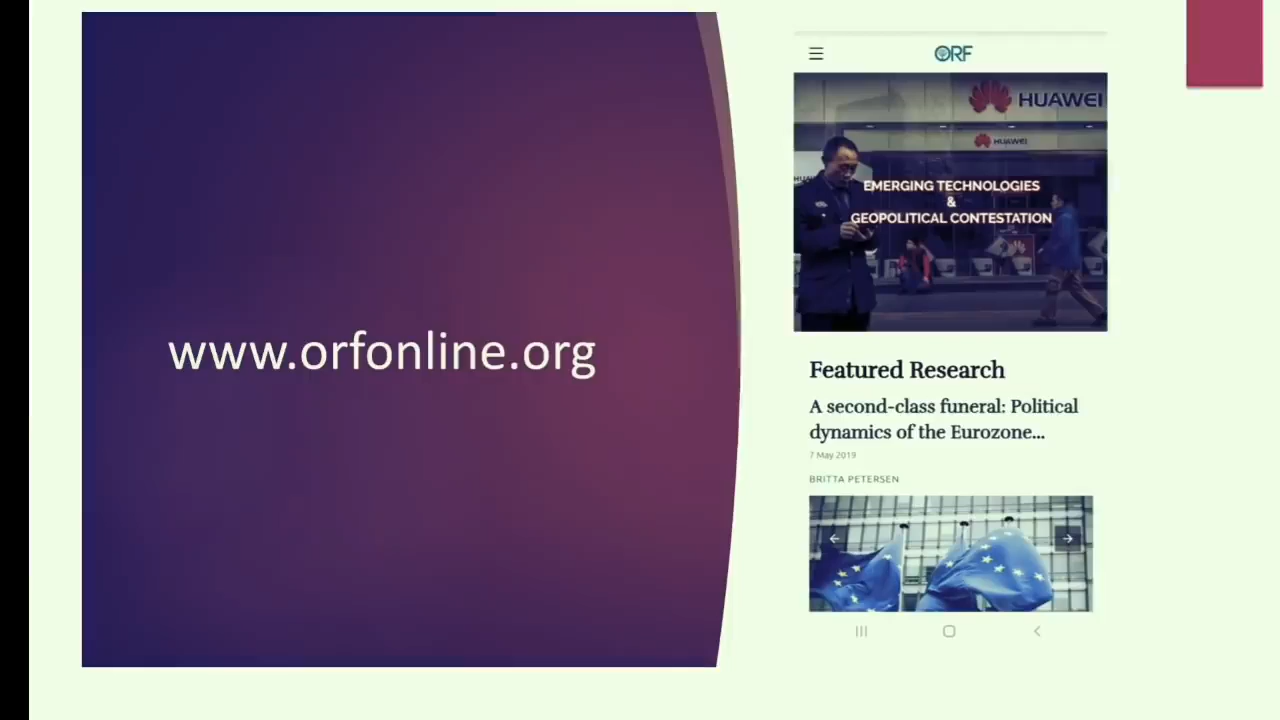 www.orfonline.org
ORF
HUAWEI
HUAWEI
EMERGING TECHNOLOGIES
&
GEOPOLITICAL CONTESTATION
Featured Research
A second-class funeral: Political
dynamics of the Eurozone...
7 May 2019
BRITTA PETERSEN